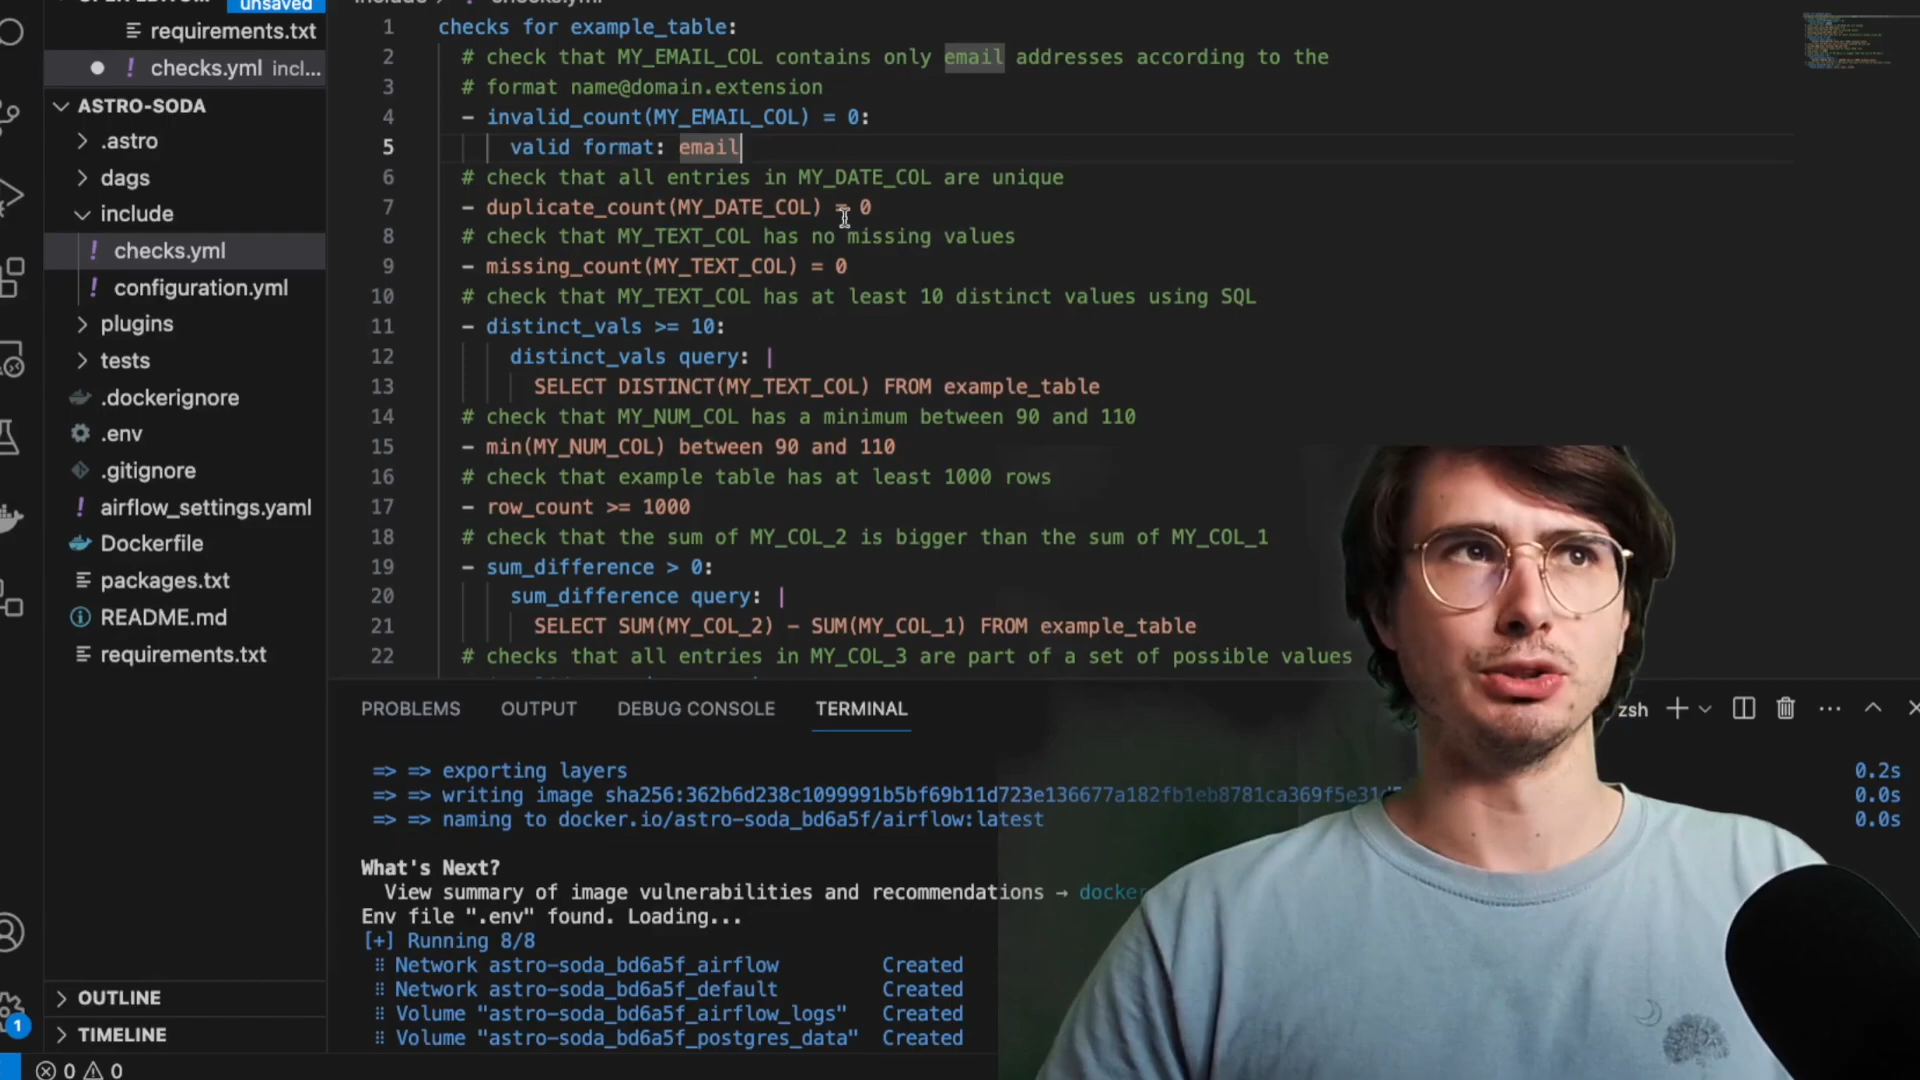 unsaved
requirements.txt
checks.yml incl...
ASTRO-SODA
.astro
dags
include
checks.yml
configuration.yml
plugins
tests
.dockerignore
.env
.gitignore
airflow_settings.yaml
Dockerfile
packages.txt
README.md
requirements.txt
OUTLINE
TIMELINE
1
0 0
1 checks for example_table:
2 # check that MY_EMAIL_COL contains only email addresses according to the
3 # format name@domain.extension
4 - invalid_count(MY_EMAIL_COL) = 0:
5 valid format: email
6 # check that all entries in MY_DATE_COL are unique
7 - duplicate_count(MY_DATE_COL) = 0
8 # check that MY_TEXT_COL has no missing values
9 - missing_count(MY_TEXT_COL) = 0
10 # check that MY_TEXT_COL has at least 10 distinct values using SQL
11 - distinct_vals >= 10:
12 distinct_vals query: |
13 SELECT DISTINCT(MY_TEXT_COL) FROM example_table
14 # check that MY_NUM_COL has a minimum between 90 and 110
15 - min(MY_NUM_COL) between 90 and 110
16 # check that example table has at least 1000 rows
17 - row_count >= 1000
18 # check that the sum of MY_COL_2 is bigger than the sum of MY_COL_1
19 - sum_difference > 0:
20 sum_difference query: |
21 SELECT SUM(MY_COL_2) - SUM(MY_COL_1) FROM example_table
22 # checks that all entries in MY_COL_3 are part of a set of possible values
PROBLEMS OUTPUT DEBUG CONSOLE TERMINAL zsh
=> => exporting layers 0.2s
=> => writing image sha256:362b6d238c1099991b5bf69b11d723e136677a182fb1eb8781ca369f5e31d 0.0s
=> => naming to docker.io/astro-soda_bd6a5f/airflow:latest 0.0s
What's Next?
View summary of image vulnerabilities and recommendations → docker
Env file ".env" found. Loading...
[+] Running 8/8
Network astro-soda_bd6a5f_airflow Created
Network astro-soda_bd6a5f_default Created
Volume "astro-soda_bd6a5f_airflow_logs" Created
Volume "astro-soda_bd6a5f_postgres_data" Created